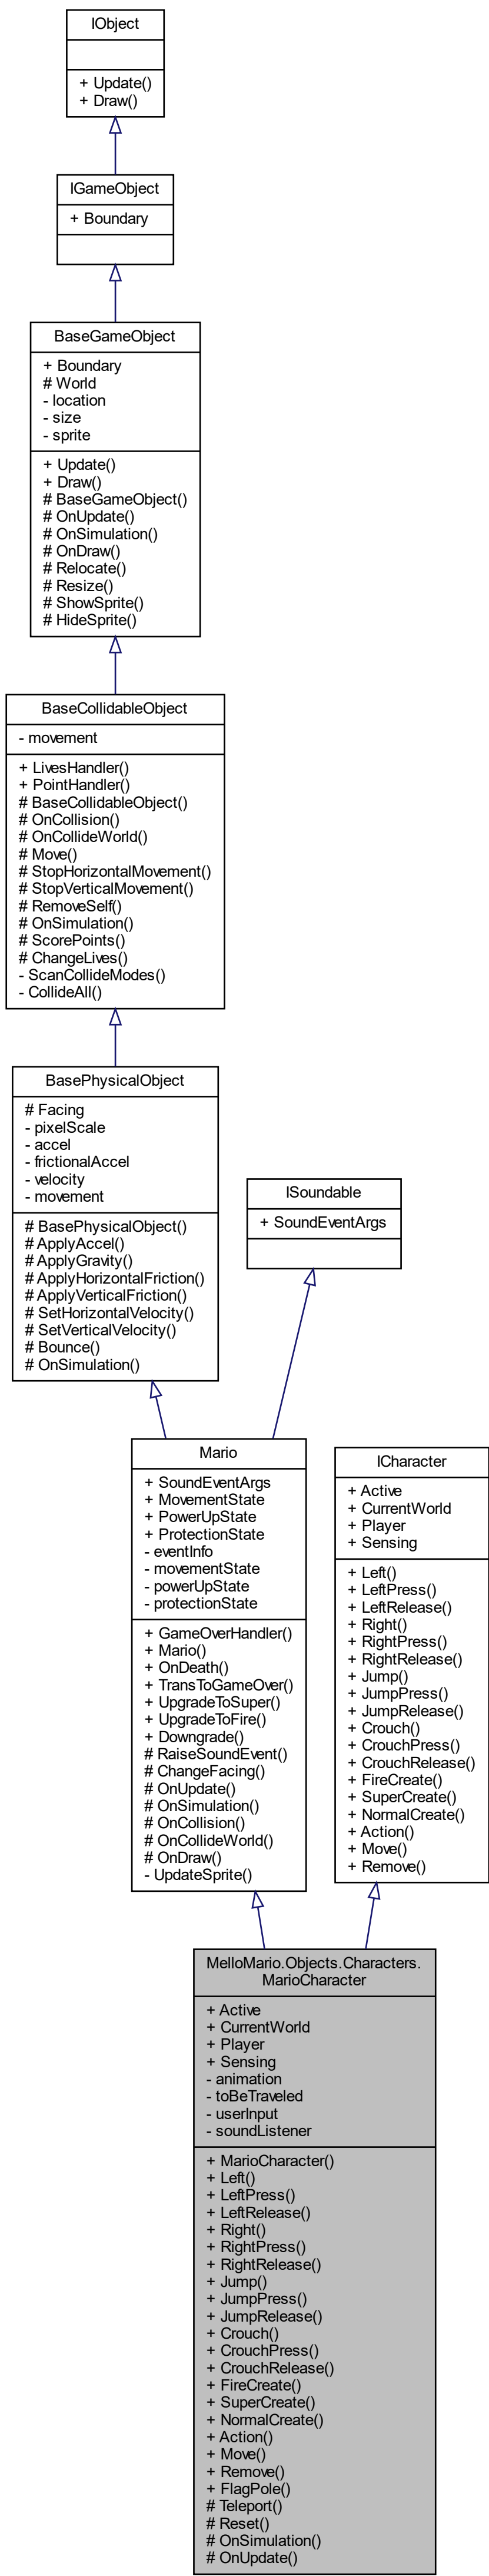 IObject
+ Update()
+ Draw()
IGameObject
+ Boundary
BaseGameObject
+ Boundary
# World
- location
- size
- sprite
+ Update()
+ Draw()
# BaseGameObject()
# OnUpdate()
# OnSimulation()
# OnDraw()
# Relocate()
# Resize()
# ShowSprite()
# HideSprite()
BaseCollidableObject
- movement
+ LivesHandler()
+ PointHandler()
# BaseCollidableObject()
# OnCollision()
# OnCollideWorld()
# Move()
# StopHorizontalMovement()
# StopVerticalMovement()
# RemoveSelf()
# OnSimulation()
# ScorePoints()
# ChangeLives()
- ScanCollideModes()
- CollideAll()
BasePhysicalObject
# Facing
- pixelScale
- accel
- frictionalAccel
- velocity
- movement
# BasePhysicalObject()
# ApplyAccel()
# ApplyGravity()
# ApplyHorizontalFriction()
# ApplyVerticalFriction()
# SetHorizontalVelocity()
# SetVerticalVelocity()
# Bounce()
# OnSimulation()
ISoundable
+ SoundEventArgs
Mario
+ SoundEventArgs
+ MovementState
+ PowerUpState
+ ProtectionState
- eventInfo
- movementState
- powerUpState
- protectionState
+ GameOverHandler()
+ Mario()
+ OnDeath()
+ TransToGameOver()
+ UpgradeToSuper()
+ UpgradeToFire()
+ Downgrade()
# RaiseSoundEvent()
# ChangeFacing()
# OnUpdate()
# OnSimulation()
# OnCollision()
# OnCollideWorld()
# OnDraw()
- UpdateSprite()
ICharacter
+ Active
+ CurrentWorld
+ Player
+ Sensing
+ Left()
+ LeftPress()
+ LeftRelease()
+ Right()
+ RightPress()
+ RightRelease()
+ Jump()
+ JumpPress()
+ JumpRelease()
+ Crouch()
+ CrouchPress()
+ CrouchRelease()
+ FireCreate()
+ SuperCreate()
+ NormalCreate()
+ Action()
+ Move()
+ Remove()
MelloMario.Objects.Characters.
MarioCharacter
+ Active
+ CurrentWorld
+ Player
+ Sensing
- animation
- toBeTraveled
- userInput
- soundListener
+ MarioCharacter()
+ Left()
+ LeftPress()
+ LeftRelease()
+ Right()
+ RightPress()
+ RightRelease()
+ Jump()
+ JumpPress()
+ JumpRelease()
+ Crouch()
+ CrouchPress()
+ CrouchRelease()
+ FireCreate()
+ SuperCreate()
+ NormalCreate()
+ Action()
+ Move()
+ Remove()
+ FlagPole()
# Teleport()
# Reset()
# OnSimulation()
# OnUpdate()